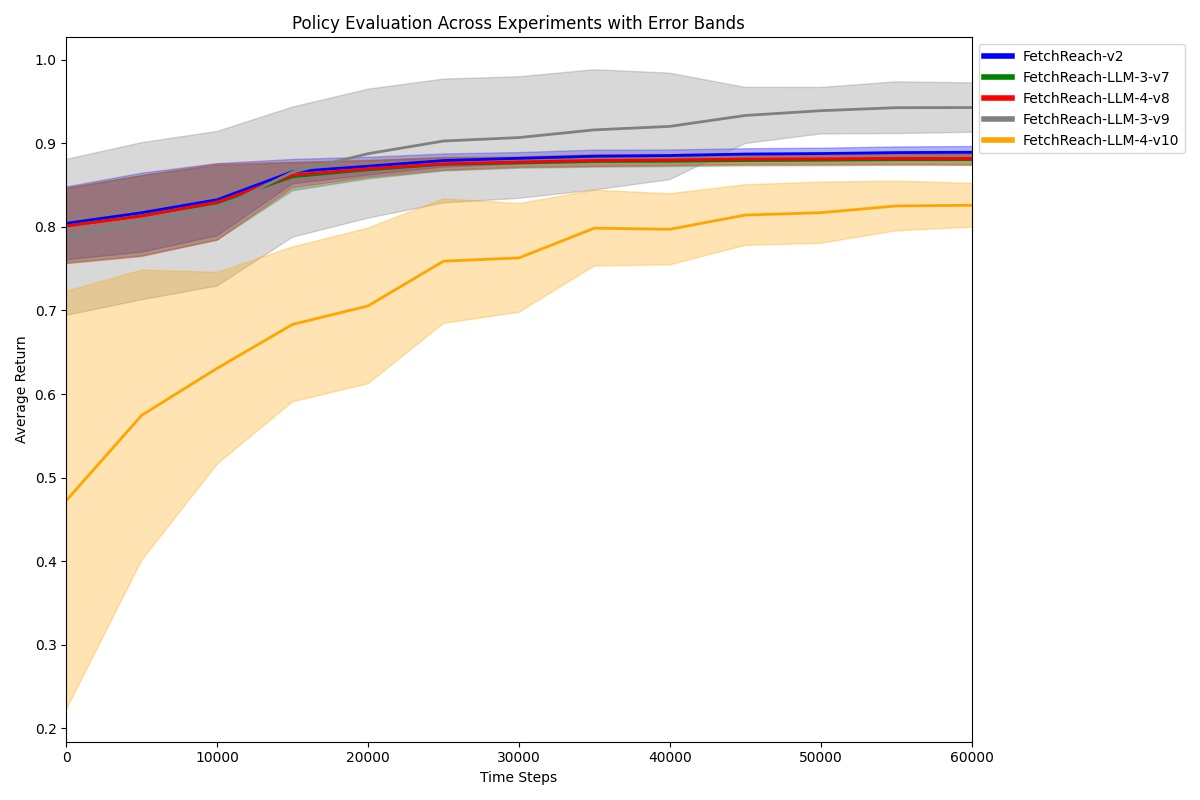 Policy Evaluation Across Experiments with Error Bands
1.0
0.9
0.8
0.7
0.6
0.5
0.4
0.3
0.2
Average Return
0
10000
20000
30000
40000
50000
60000
Time Steps
FetchReach-v2
FetchReach-LLM-3-v7
FetchReach-LLM-4-v8
FetchReach-LLM-3-v9
FetchReach-LLM-4-v10